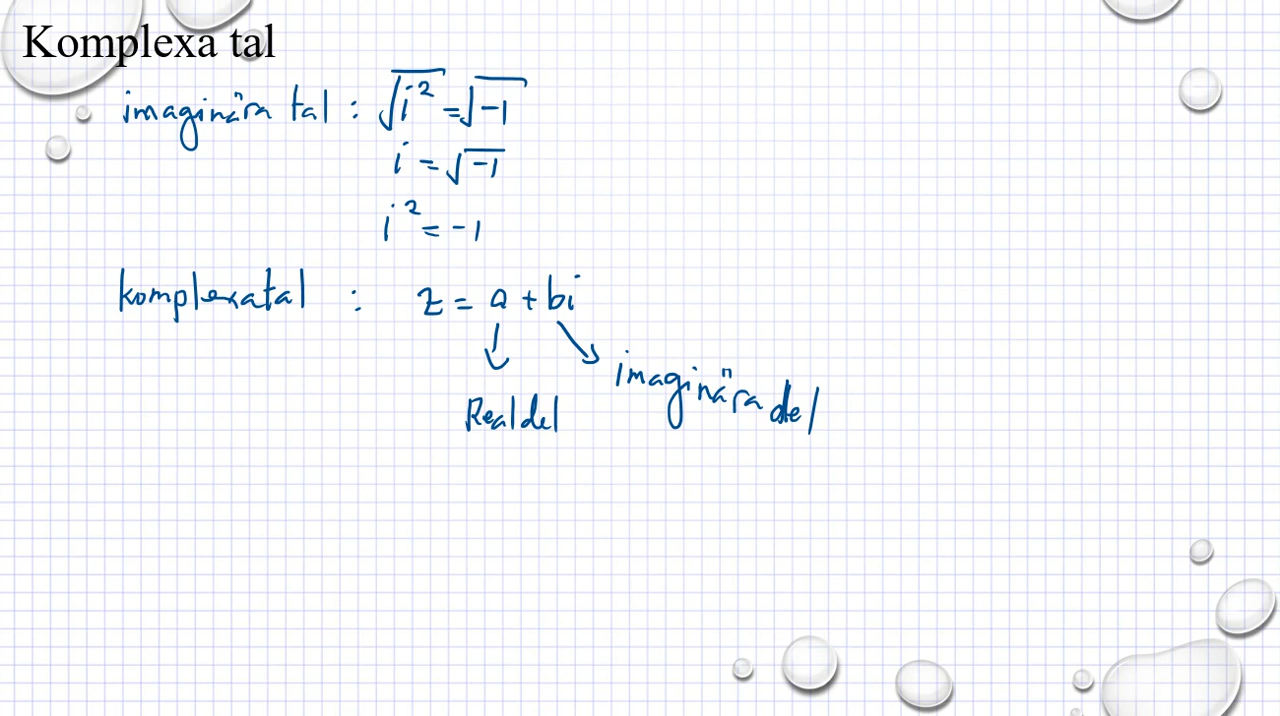 Komplexa tal
imaginära tal : √i² = √-1
i = √-1
i² = -1
komplexatal : z = a + bi
Realdel
imaginära del